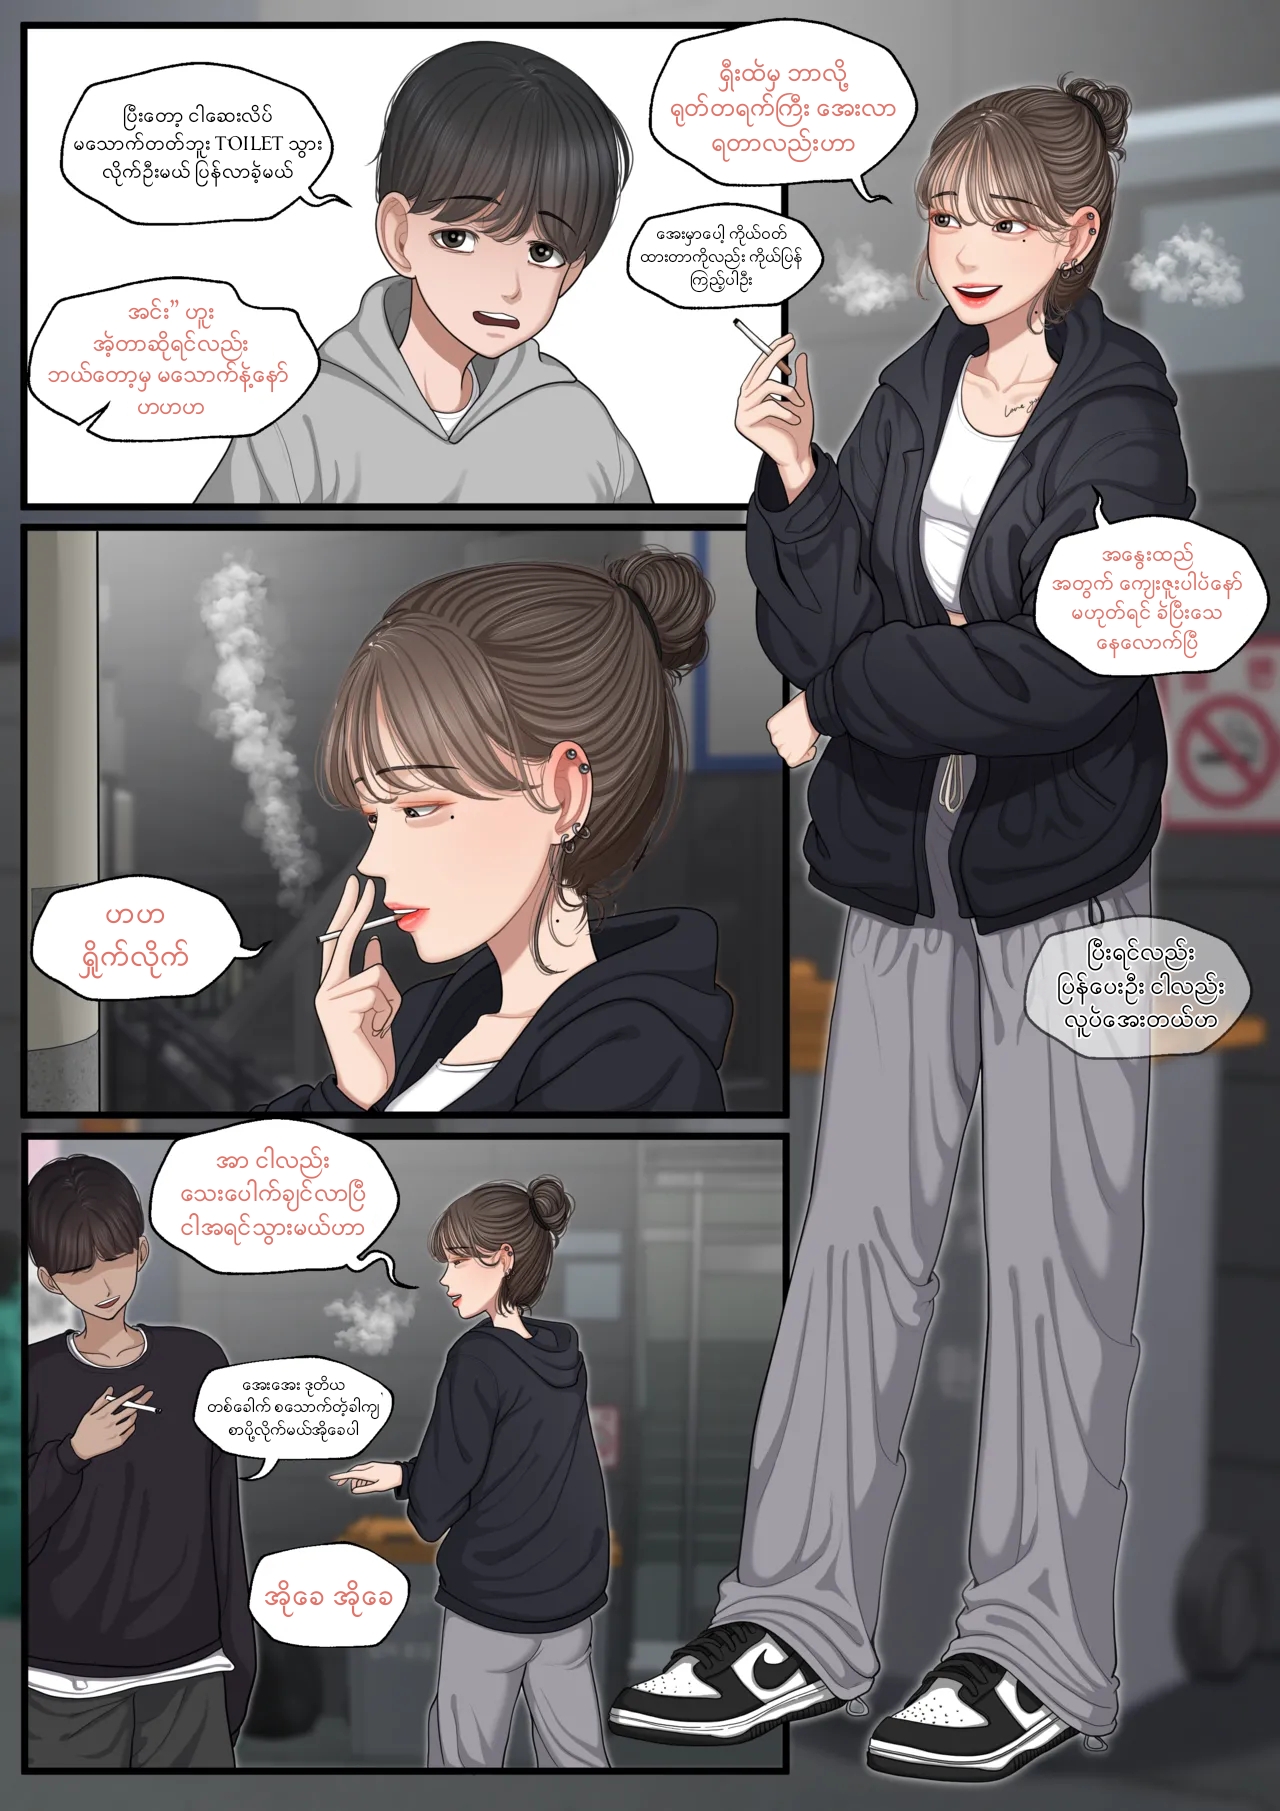 ပြီးတော့ ငါဆေးလိပ်
မသောက်တတ်ဘူး TOILET သွား
လိုက်ဦးမယ် ပြန်လာခဲ့မယ်
အင်း” ဟူး
အဲ့တာဆိုရင်လည်း
ဘယ်တော့မှ မသောက်နဲ့နော်
ဟဟဟ
ရှီးထဲမှ ဘာလို့
ရုတ်တရက်ကြီး အေးလာ
ရတာလည်းဟာ
အေးမှာပေါ့ ကိုယ်ဝတ်
ထားတာကိုလည်း ကိုယ်ပြန်
ကြည့်ပါဦး
love
အနွေးထည်
အတွက် ကျေးဇူးပါပဲနော်
မဟုတ်ရင် ခဲပြီးသေ
နေလောက်ပြီ
ပြီးရင်လည်း
ပြန်ပေးဦး ငါလည်း
လူပဲအေးတယ်ဟ
ဟဟ
ရှိုက်လိုက်
အာ ငါလည်း
သေးပေါက်ချင်လာပြီ
ငါအရင်သွားမယ်ဟာ
အေးအေး ဒုတိယ
တစ်ခေါက် စသောက်တဲ့ခါကျ
စာပို့လိုက်မယ်အိုခေပါ
အိုခေ အိုခေ